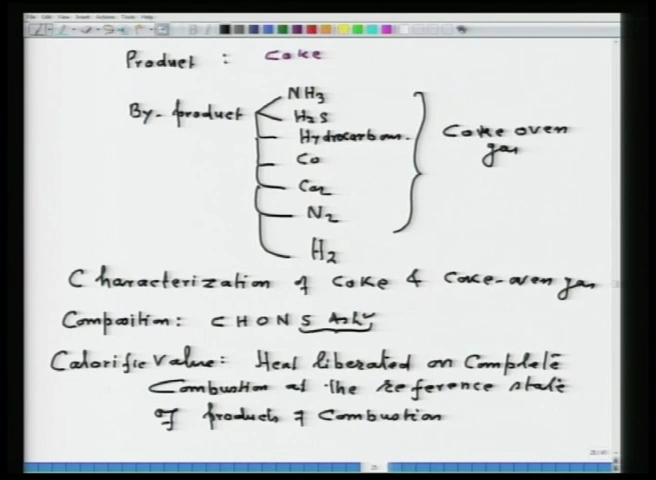 Product : Coke
By-product
NH3
H2S
Hydrocarbon.
Co
Co2
N2
H2
Coke oven
gas
Characterization of Coke & Coke-oven gas
Composition: C H O N S Ash
Calorific Value: Heat liberated on Complete
Combustion at the reference state
of products of Combustion